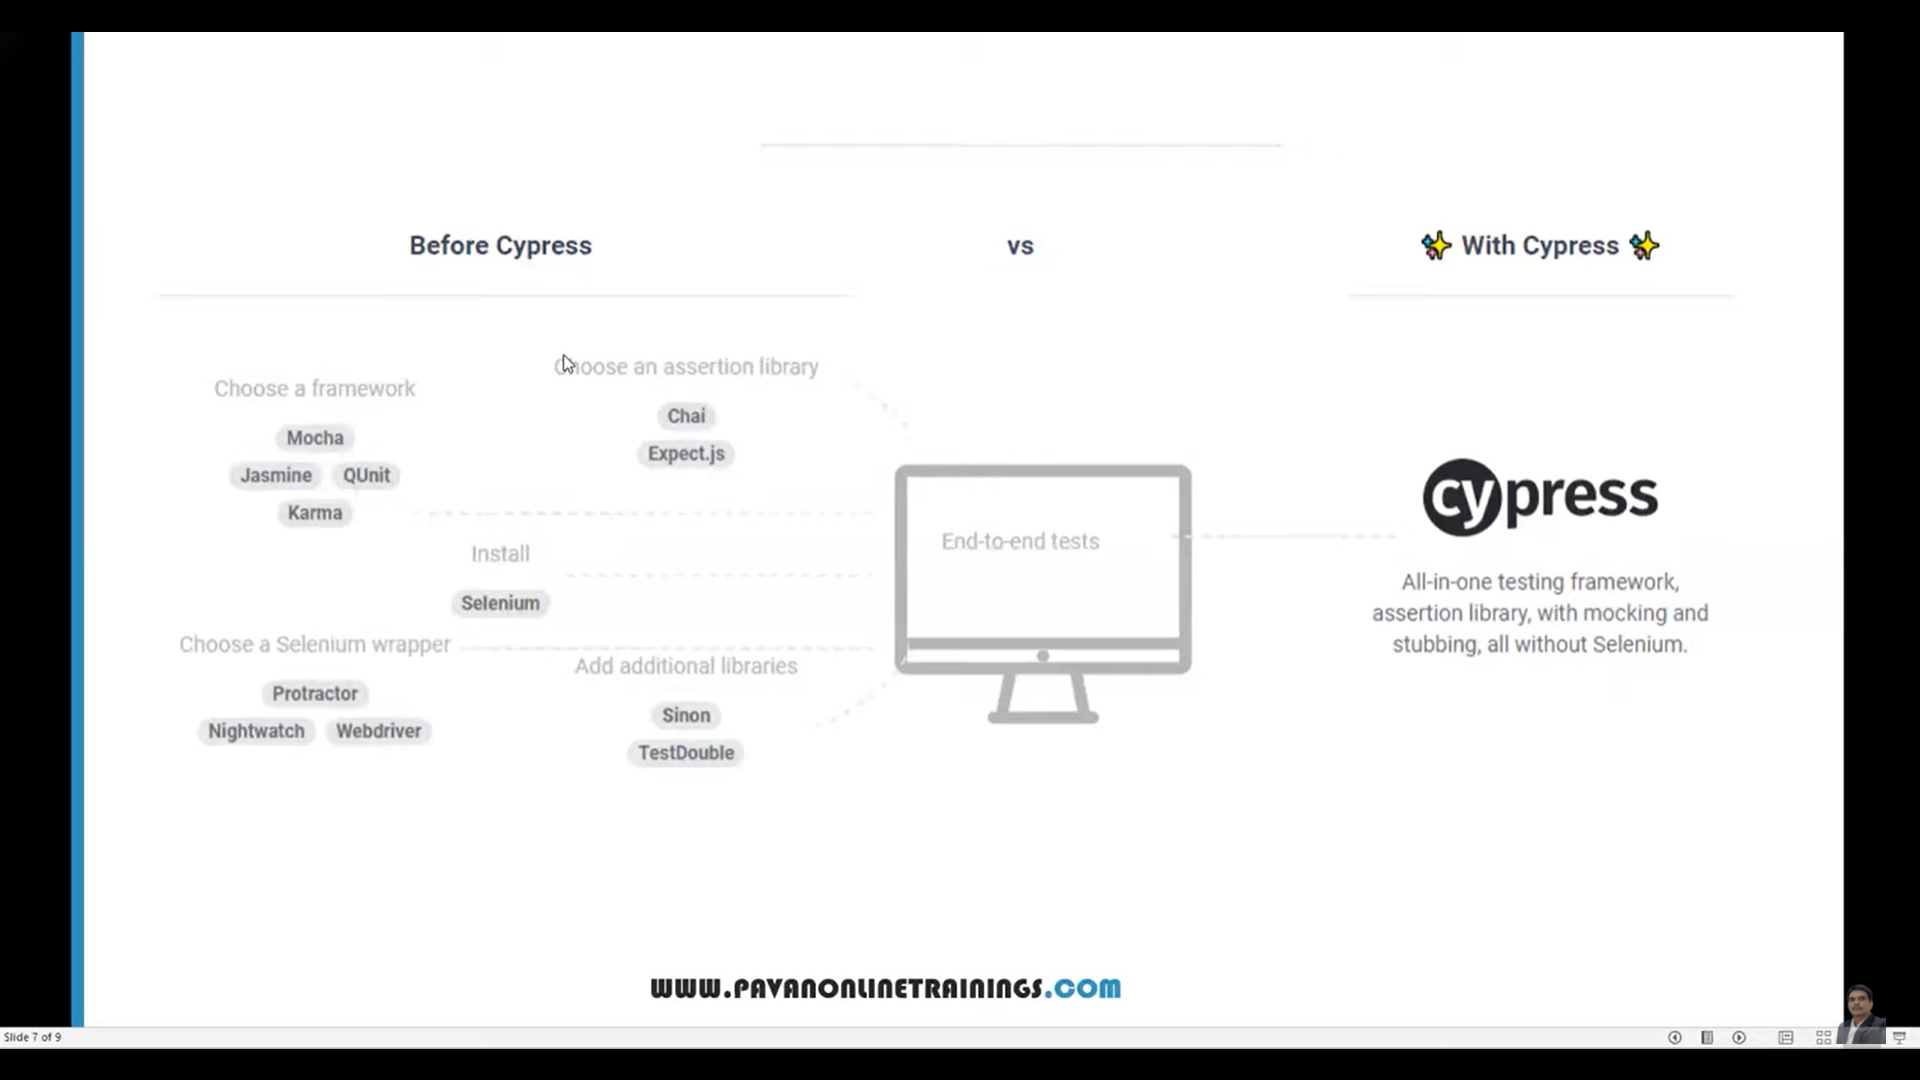 Before Cypress
vs
✨ With Cypress ✨
Choose a framework
Mocha
Jasmine QUnit
Karma
Choose an assertion library
Chai
Expect.js
Install
Selenium
Choose a Selenium wrapper
Protractor
Nightwatch Webdriver
Add additional libraries
Sinon
TestDouble
End-to-end tests
cypress
All-in-one testing framework,
assertion library, with mocking and
stubbing, all without Selenium.
WWW.PAVANONLINETRAININGS.COM
Slide 7 of 9